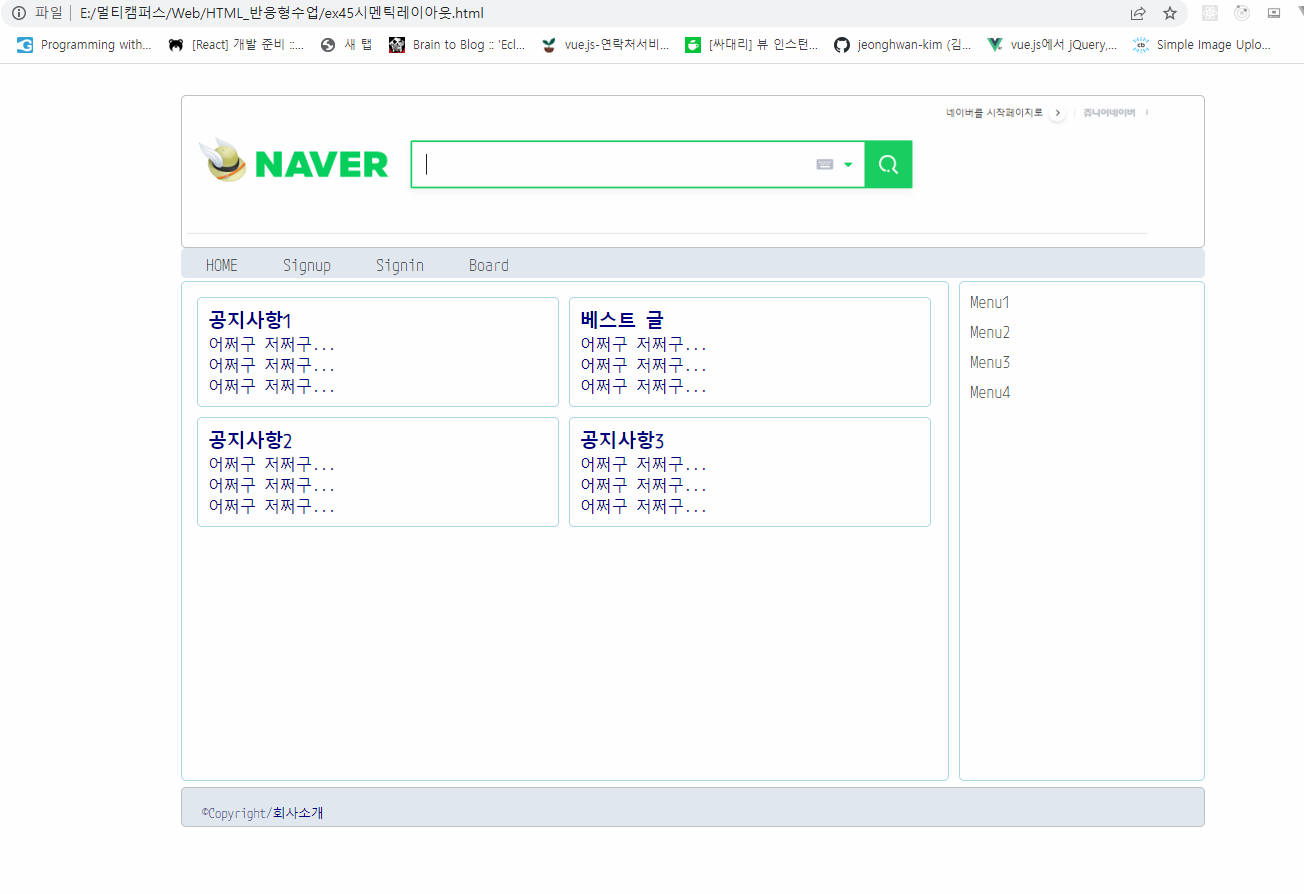 파일 E:/멀티캠퍼스/Web/HTML_반응형수업/ex45시멘틱레이아웃.html
Programming with... [React] 개발 준비 ::... 새 탭 Brain to Blog :: 'Ecl... vue.js-연락처서비... [싸대리] 뷰 인스턴... jeonghwan-kim (김... vue.js에서 jQuery,... Simple Image Uplo...
네이버를 시작페이지로 쥬니어네이버
NAVER
HOME Signup Signin Board
공지사항1
어쩌구 저쩌구...
어쩌구 저쩌구...
어쩌구 저쩌구...
베스트 글
어쩌구 저쩌구...
어쩌구 저쩌구...
어쩌구 저쩌구...
공지사항2
어쩌구 저쩌구...
어쩌구 저쩌구...
어쩌구 저쩌구...
공지사항3
어쩌구 저쩌구...
어쩌구 저쩌구...
어쩌구 저쩌구...
Menu1
Menu2
Menu3
Menu4
©Copyright/회사소개